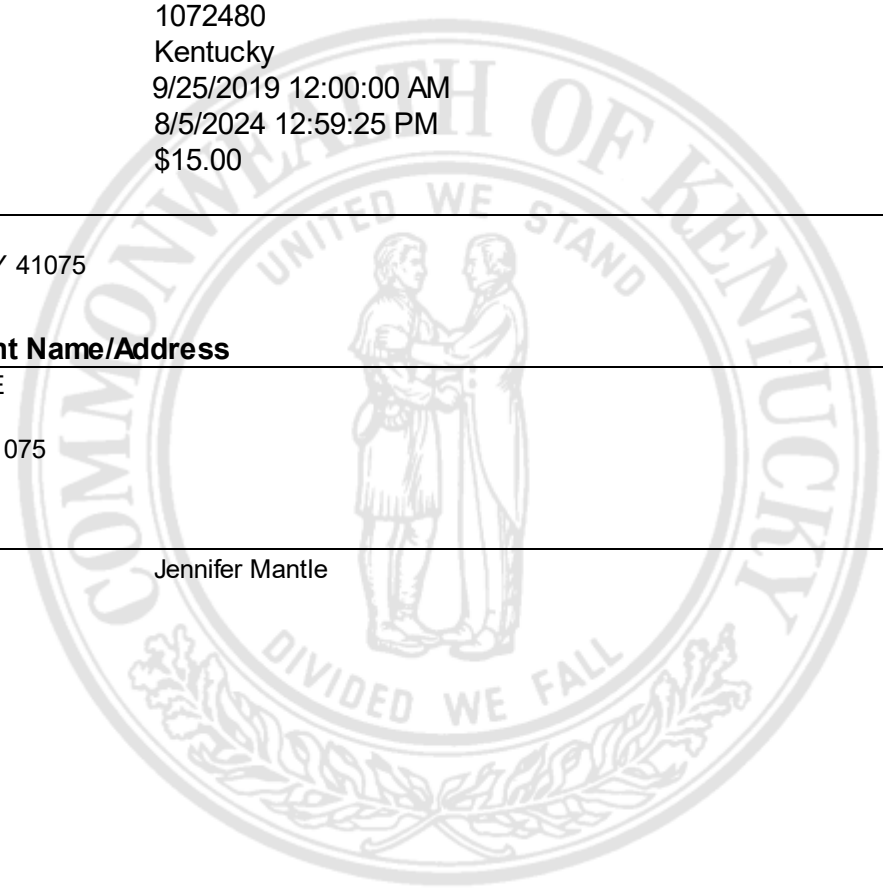 1072480
Kentucky
9/25/2019 12:00:00 AM
8/5/2024 12:59:25 PM
$15.00
Y 41075
nt Name/Address
E
075
Jennifer Mantle
COMMONWEALTH OF KENTUCKY
UNITED WE STAND
DIVIDED WE FALL